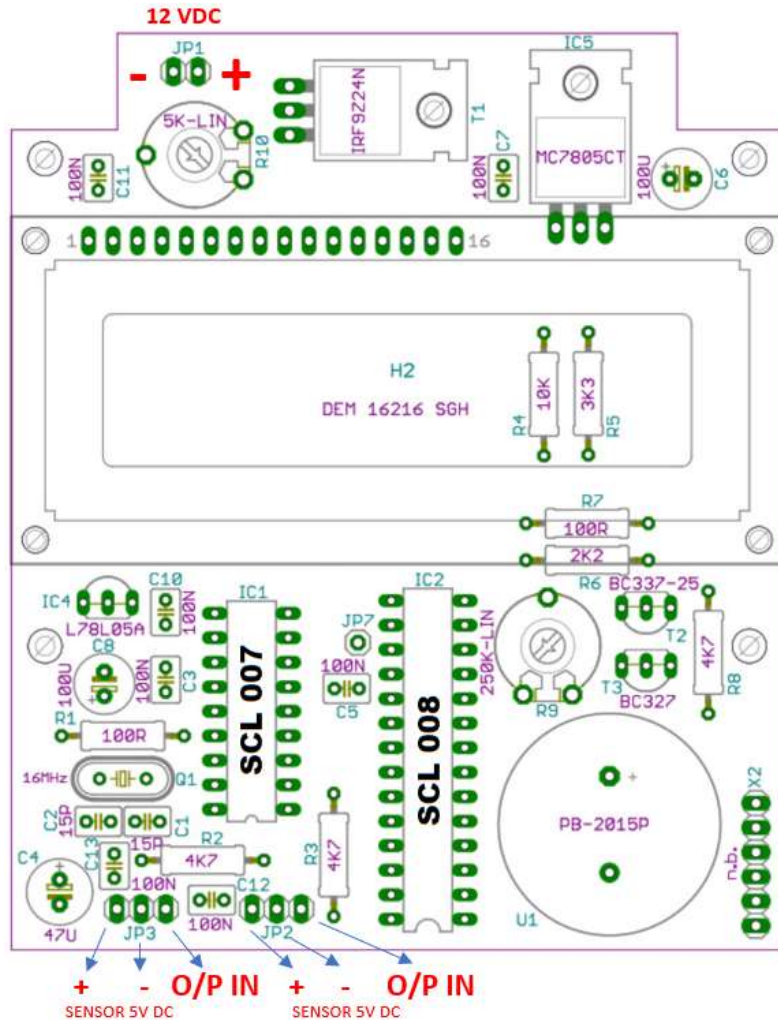 12 VDC
JP1
- +
IC5
5K-LIN
R10
IRF9Z24N
T1
C7
100N
MC7805CT
100U
C6
+
100N
C11
1
16
H2
DEM 16216 SGH
R4
10K
3K3
R5
R7
100R
2K2
R6
BC337-25
T2
IC4
L78L05A
C10
100N
IC1
IC2
JP7
250K-LIN
4K7
R8
C8
100U
+
100N
C3
SCL 007
100N
C5
SCL 008
T3
BC327
R9
R1
100R
16MHz
Q1
C2
15P
C1
15P
R2
4K7
R3
4K7
+
PB-2015P
X2
n.b.
C4
+
47U
C13
100N
C12
100N
JP3
JP2
U1
+ - O/P IN + - O/P IN
SENSOR 5V DC SENSOR 5V DC